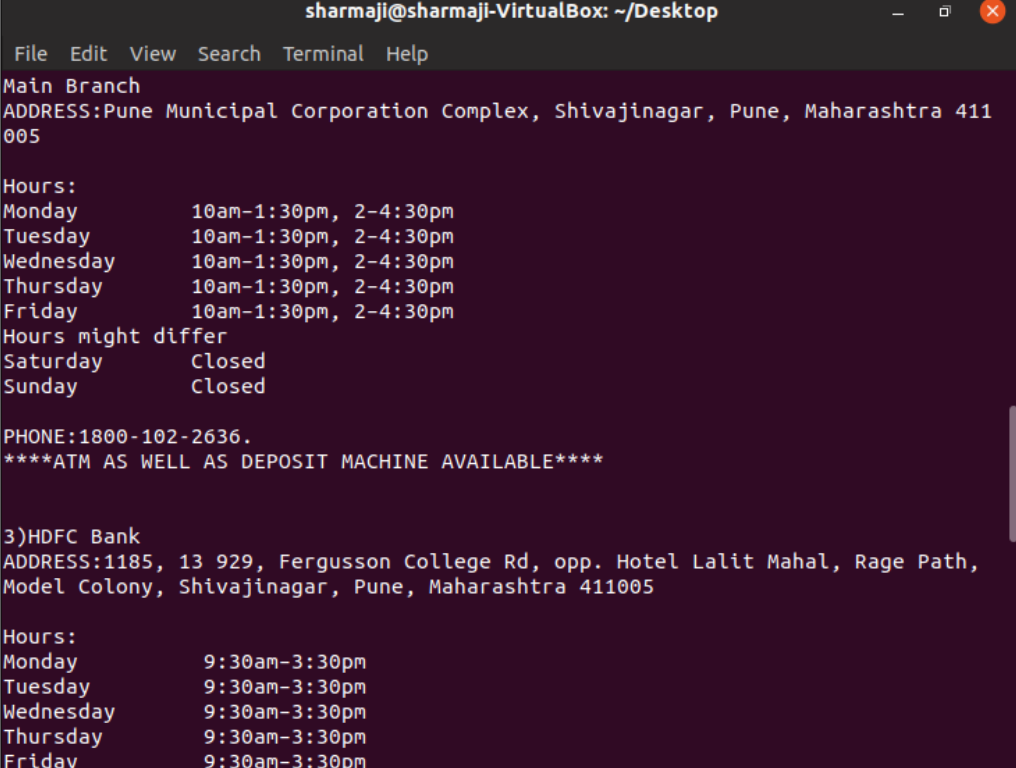 sharmaji@sharmaji-VirtualBox: ~/Desktop
File Edit View Search Terminal Help
Main Branch
ADDRESS:Pune Municipal Corporation Complex, Shivajinagar, Pune, Maharashtra 411
005
Hours:
Monday 10am–1:30pm, 2–4:30pm
Tuesday 10am–1:30pm, 2–4:30pm
Wednesday 10am–1:30pm, 2–4:30pm
Thursday 10am–1:30pm, 2–4:30pm
Friday 10am–1:30pm, 2–4:30pm
Hours might differ
Saturday Closed
Sunday Closed
PHONE:1800-102-2636.
****ATM AS WELL AS DEPOSIT MACHINE AVAILABLE****
3)HDFC Bank
ADDRESS:1185, 13 929, Fergusson College Rd, opp. Hotel Lalit Mahal, Rage Path,
Model Colony, Shivajinagar, Pune, Maharashtra 411005
Hours:
Monday 9:30am–3:30pm
Tuesday 9:30am–3:30pm
Wednesday 9:30am–3:30pm
Thursday 9:30am–3:30pm
Friday 9:30am–3:30pm